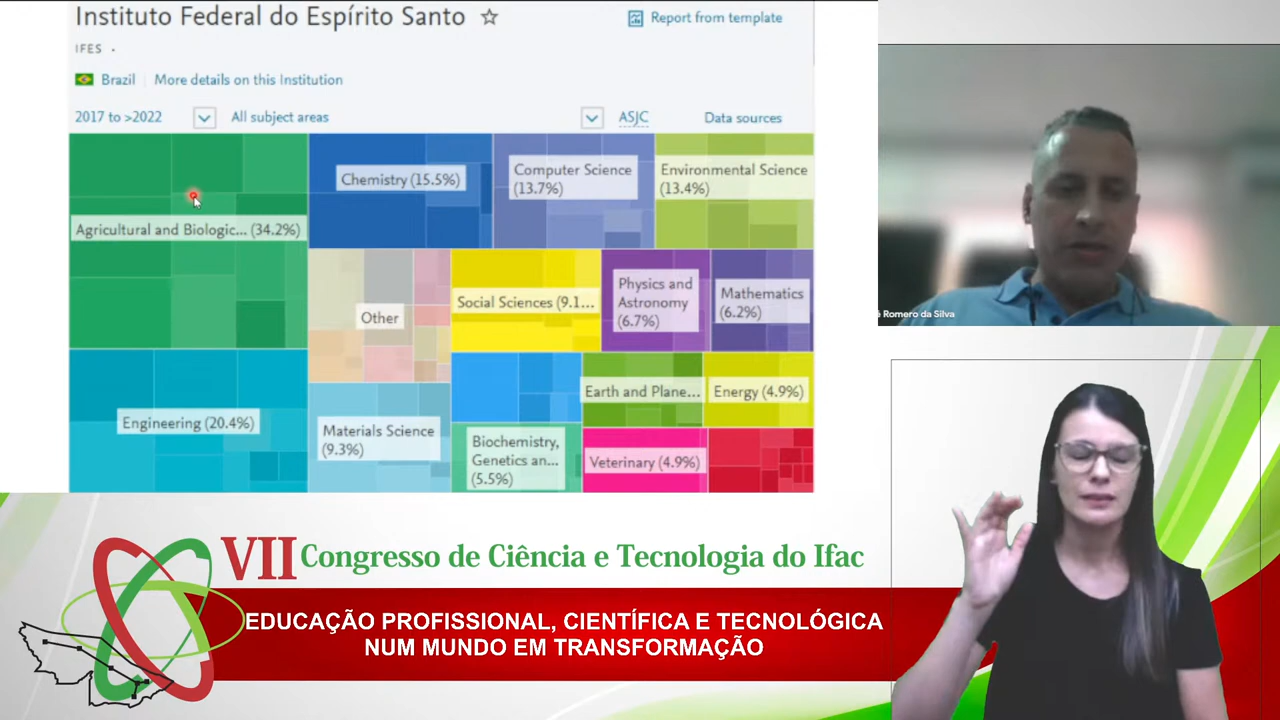 Instituto Federal do Espírito Santo
Report from template
IFES
Brazil
More details on this Institution
2017 to >2022
All subject areas
ASJC
Data sources
Agricultural and Biologic... (34.2%)
Chemistry (15.5%)
Computer Science
(13.7%)
Environmental Science
(13.4%)
Other
Social Sciences (9.1...
Physics and
Astronomy
(6.7%)
Mathematics
(6.2%)
Engineering (20.4%)
Materials Science
(9.3%)
Biochemistry,
Genetics an...
(5.5%)
Earth and Plane...
Energy (4.9%)
Veterinary (4.9%)
Romero da Silva
VII Congresso de Ciência e Tecnologia do Ifac
EDUCAÇÃO PROFISSIONAL, CIENTÍFICA E TECNOLÓGICA
NUM MUNDO EM TRANSFORMAÇÃO